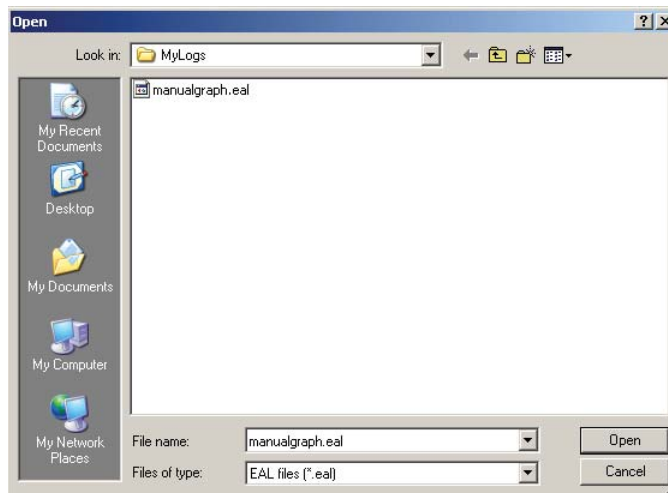 Open
Look in: MyLogs
manualgraph.eal
My Recent
Documents
Desktop
My Documents
My Computer
My Network
Places
File name: manualgraph.eal Open
Files of type: EAL files (*.eal) Cancel